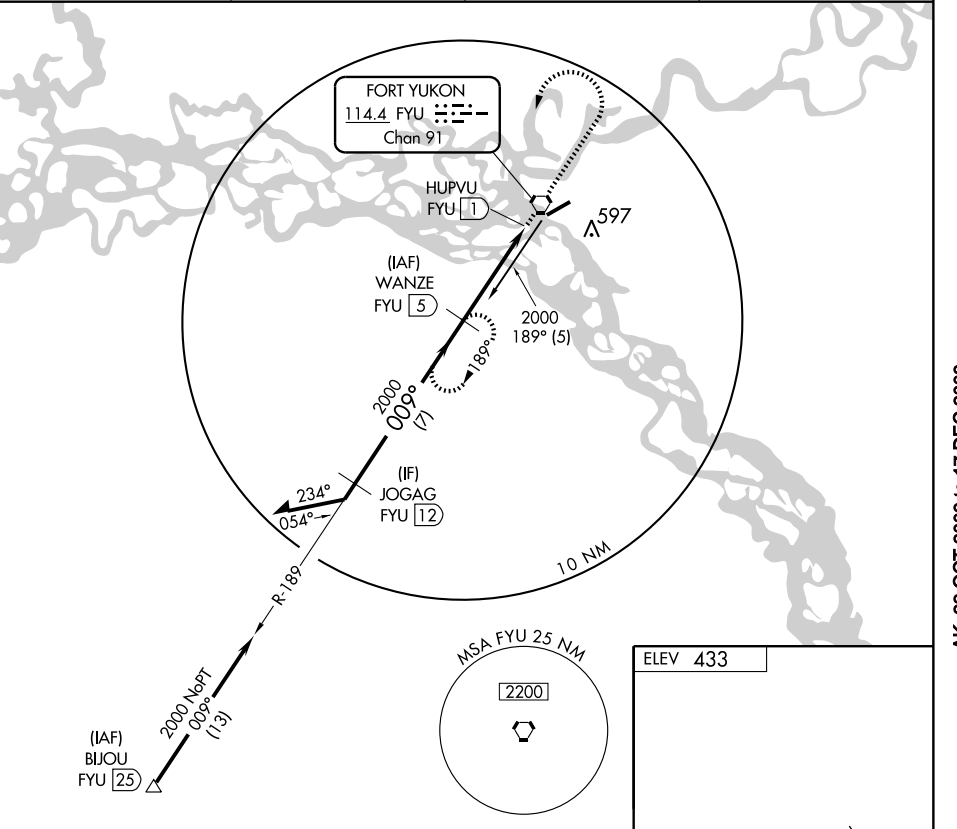 FORT YUKON
114.4 FYU
Chan 91
HUPVU
FYU 1
597
(IAF)
WANZE
FYU 5
2000
189° (5)
189°
2000
009°
(7)
(IF)
JOGAG
FYU 12
234°
054°
10 NM
R-189
MSA FYU 25 NM
2200
ELEV 433
2000 NoPT
009°
(13)
(IAF)
BIJOU
FYU 25